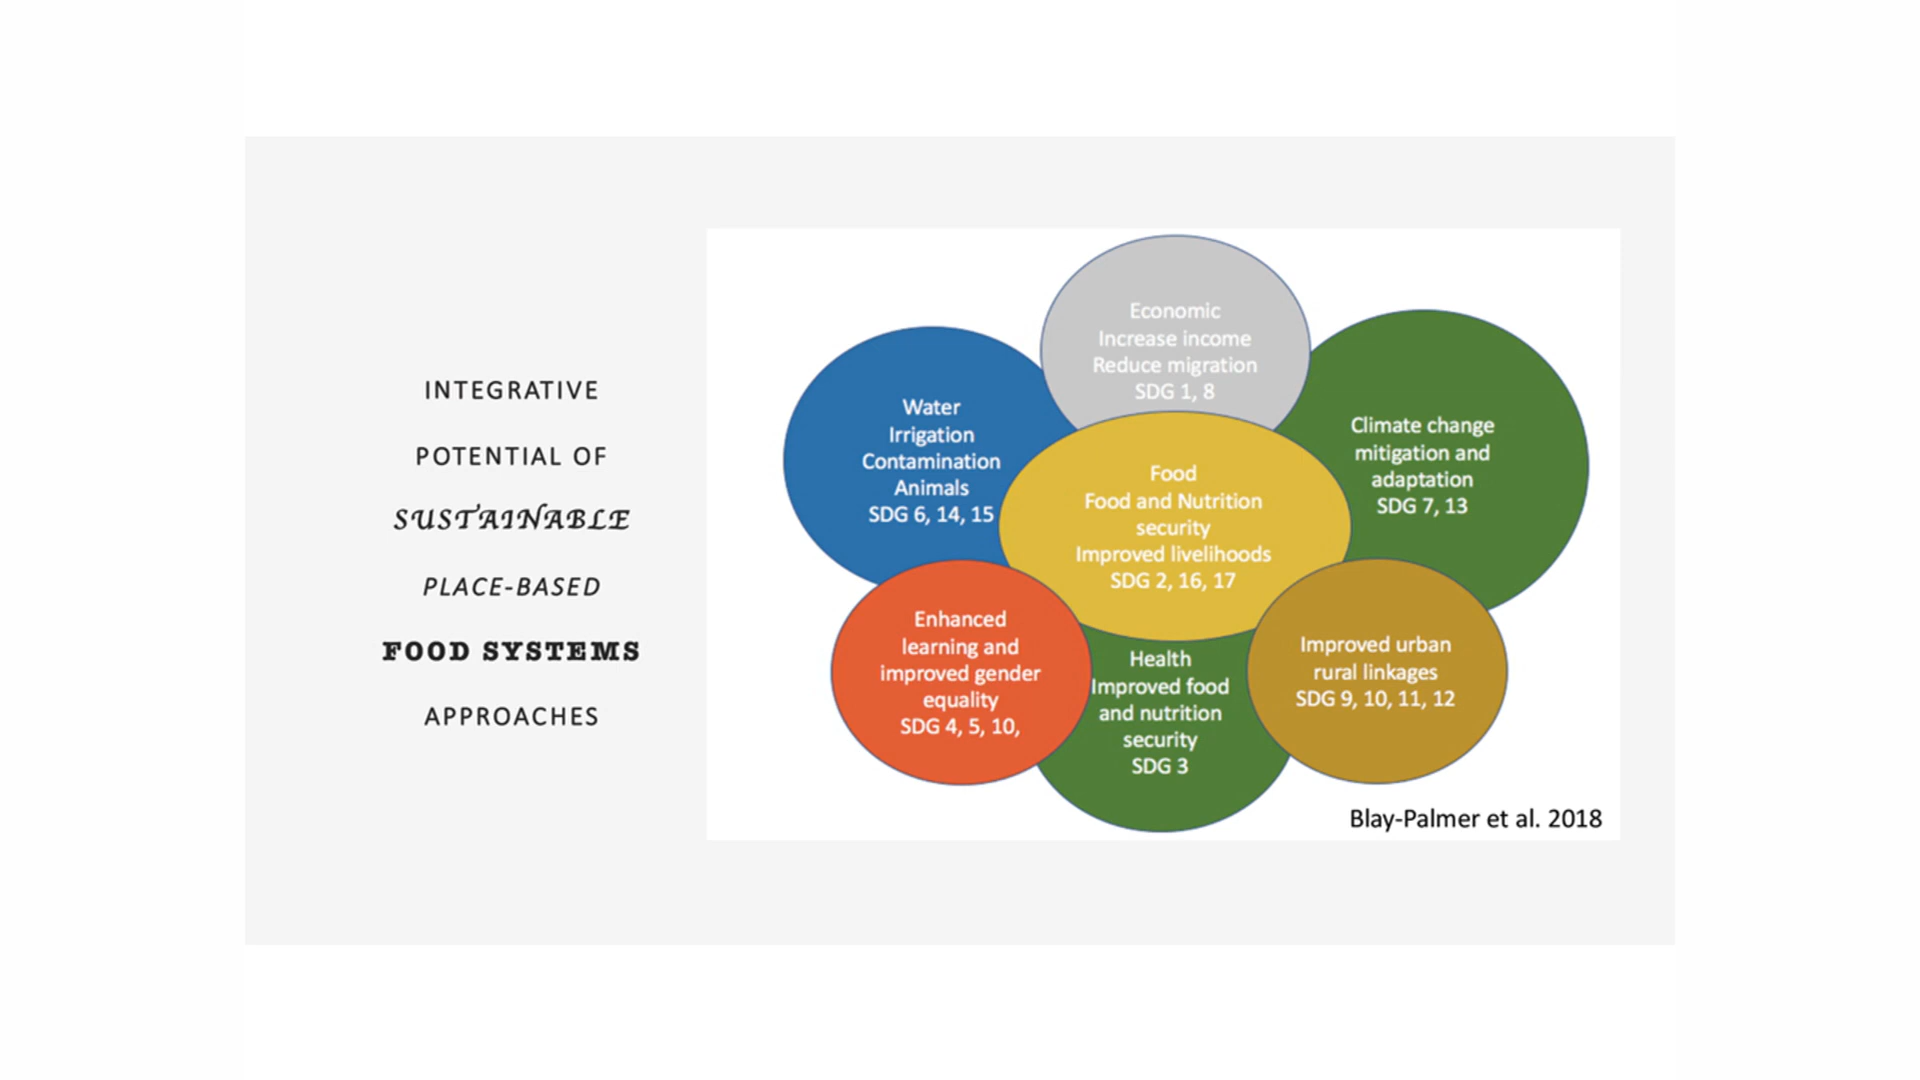 INTEGRATIVE
POTENTIAL OF
SUSTAINABLE
PLACE-BASED
FOOD SYSTEMS
APPROACHES
Economic
Increase income
Reduce migration
SDG 1, 8
Water
Irrigation
Contamination
Animals
SDG 6, 14, 15
Food
Food and Nutrition
security
Improved livelihoods
SDG 2, 16, 17
Climate change
mitigation and
adaptation
SDG 7, 13
Enhanced
learning and
improved gender
equality
SDG 4, 5, 10,
Health
Improved food
and nutrition
security
SDG 3
Improved urban
rural linkages
SDG 9, 10, 11, 12
Blay-Palmer et al. 2018